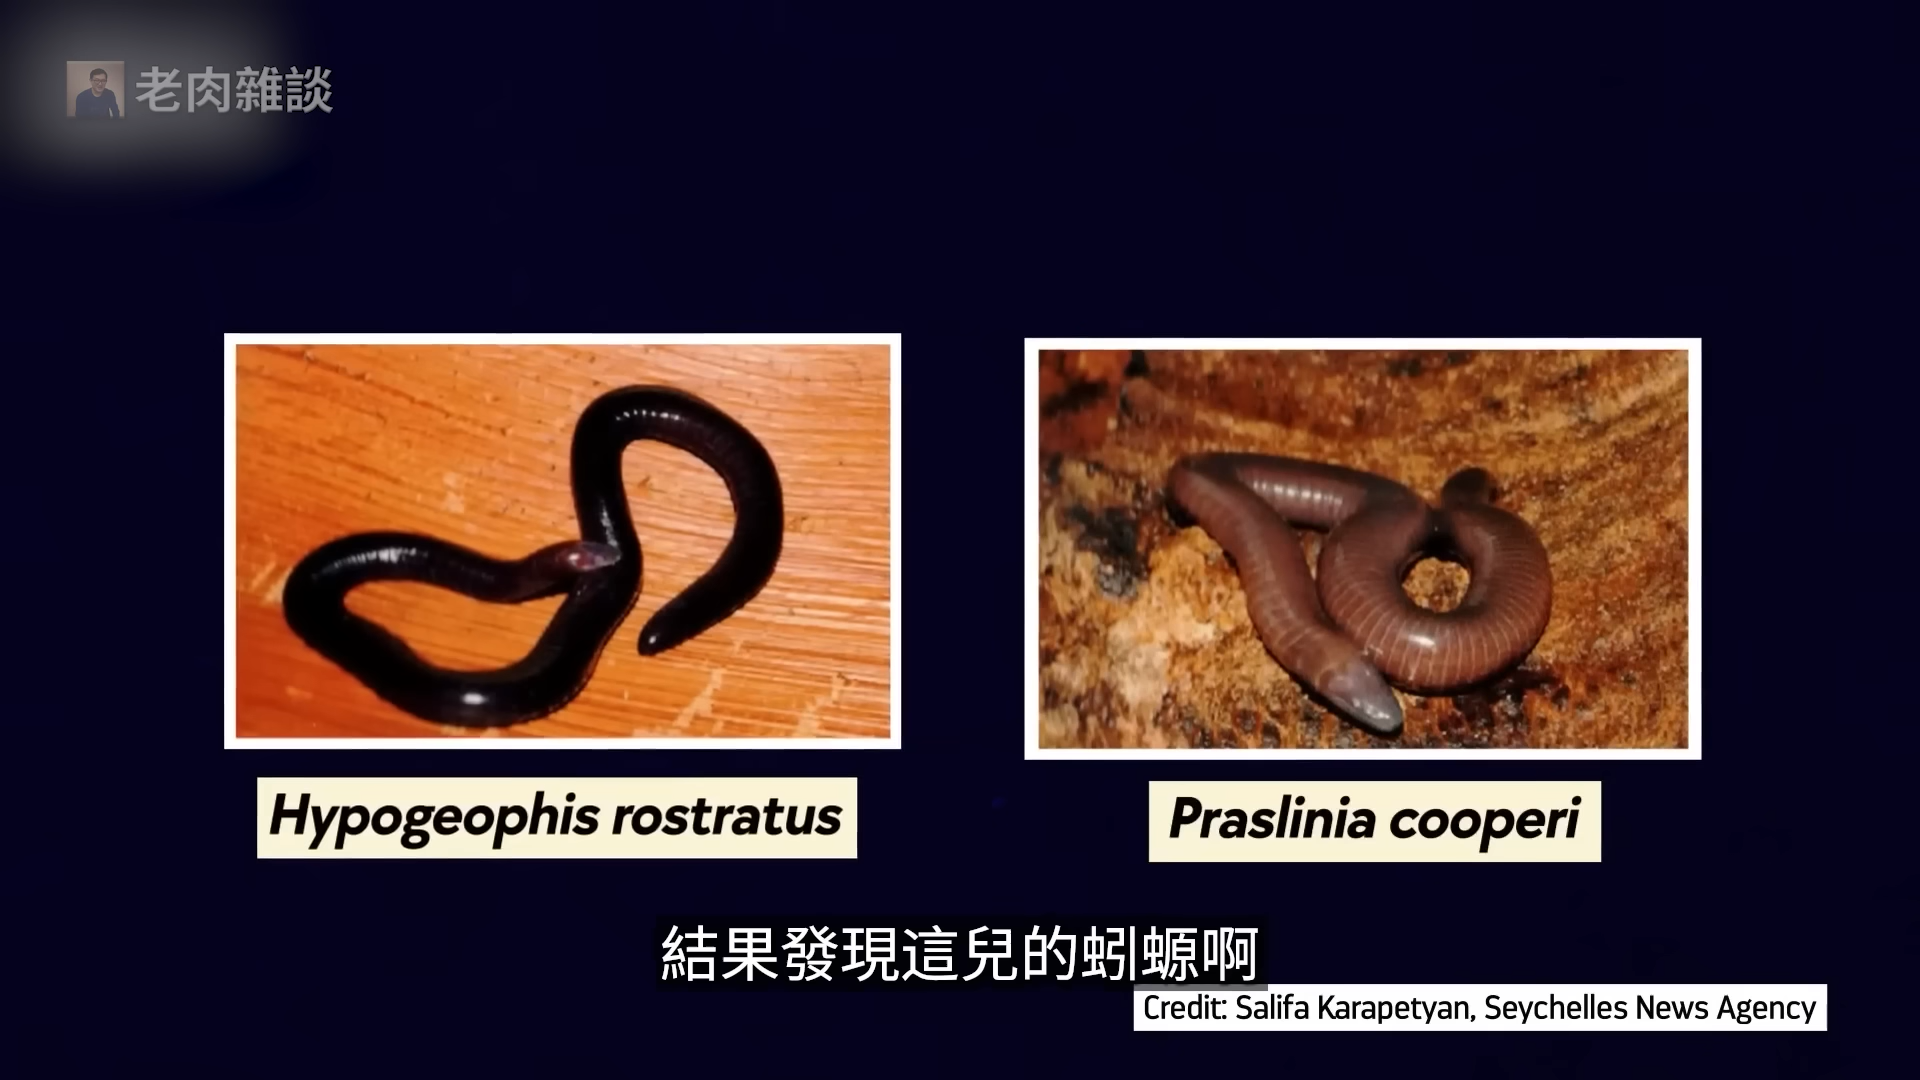 老肉雜談
Hypogeophis rostratus
Praslinia cooperi
結果發現這兒的蚓螈啊
Credit: Salifa Karapetyan, Seychelles News Agency